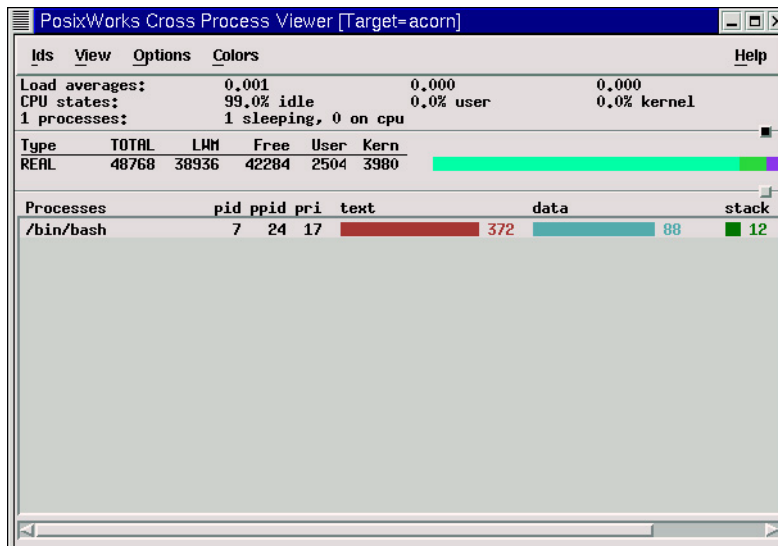 PosixWorks Cross Process Viewer [Target=acorn]
Ids View Options Colors Help
Load averages: 0.001 0.000 0.000
CPU states: 99.0% idle 0.0% user 0.0% kernel
1 processes: 1 sleeping, 0 on cpu
Type TOTAL LWM Free User Kern
REAL 48768 38936 42284 2504 3980
Processes pid ppid pri text data stack
/bin/bash 7 24 17 372 88 12